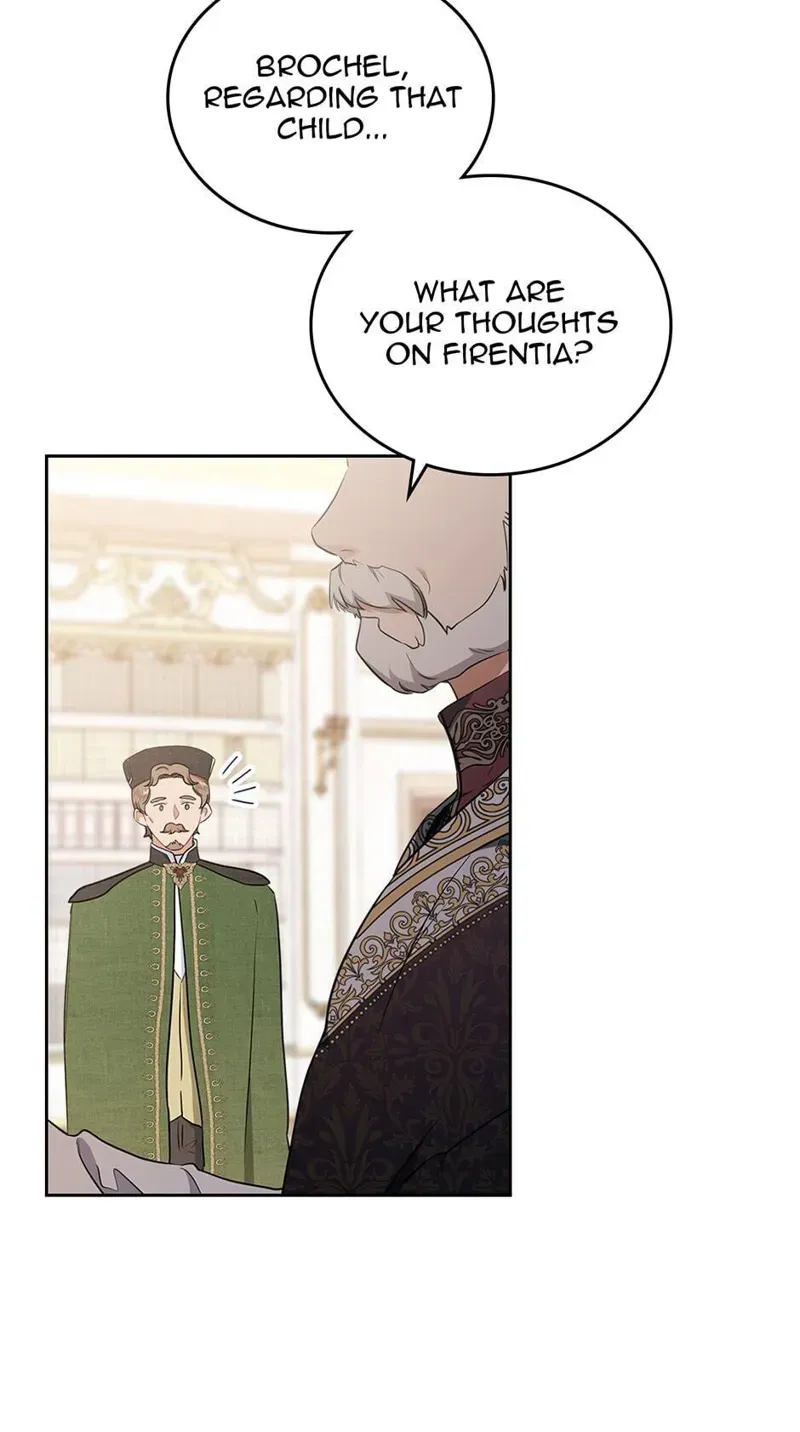 BROCHEL,
REGARDING THAT
CHILD...
WHAT ARE
YOUR THOUGHTS
ON FIRENTIA?